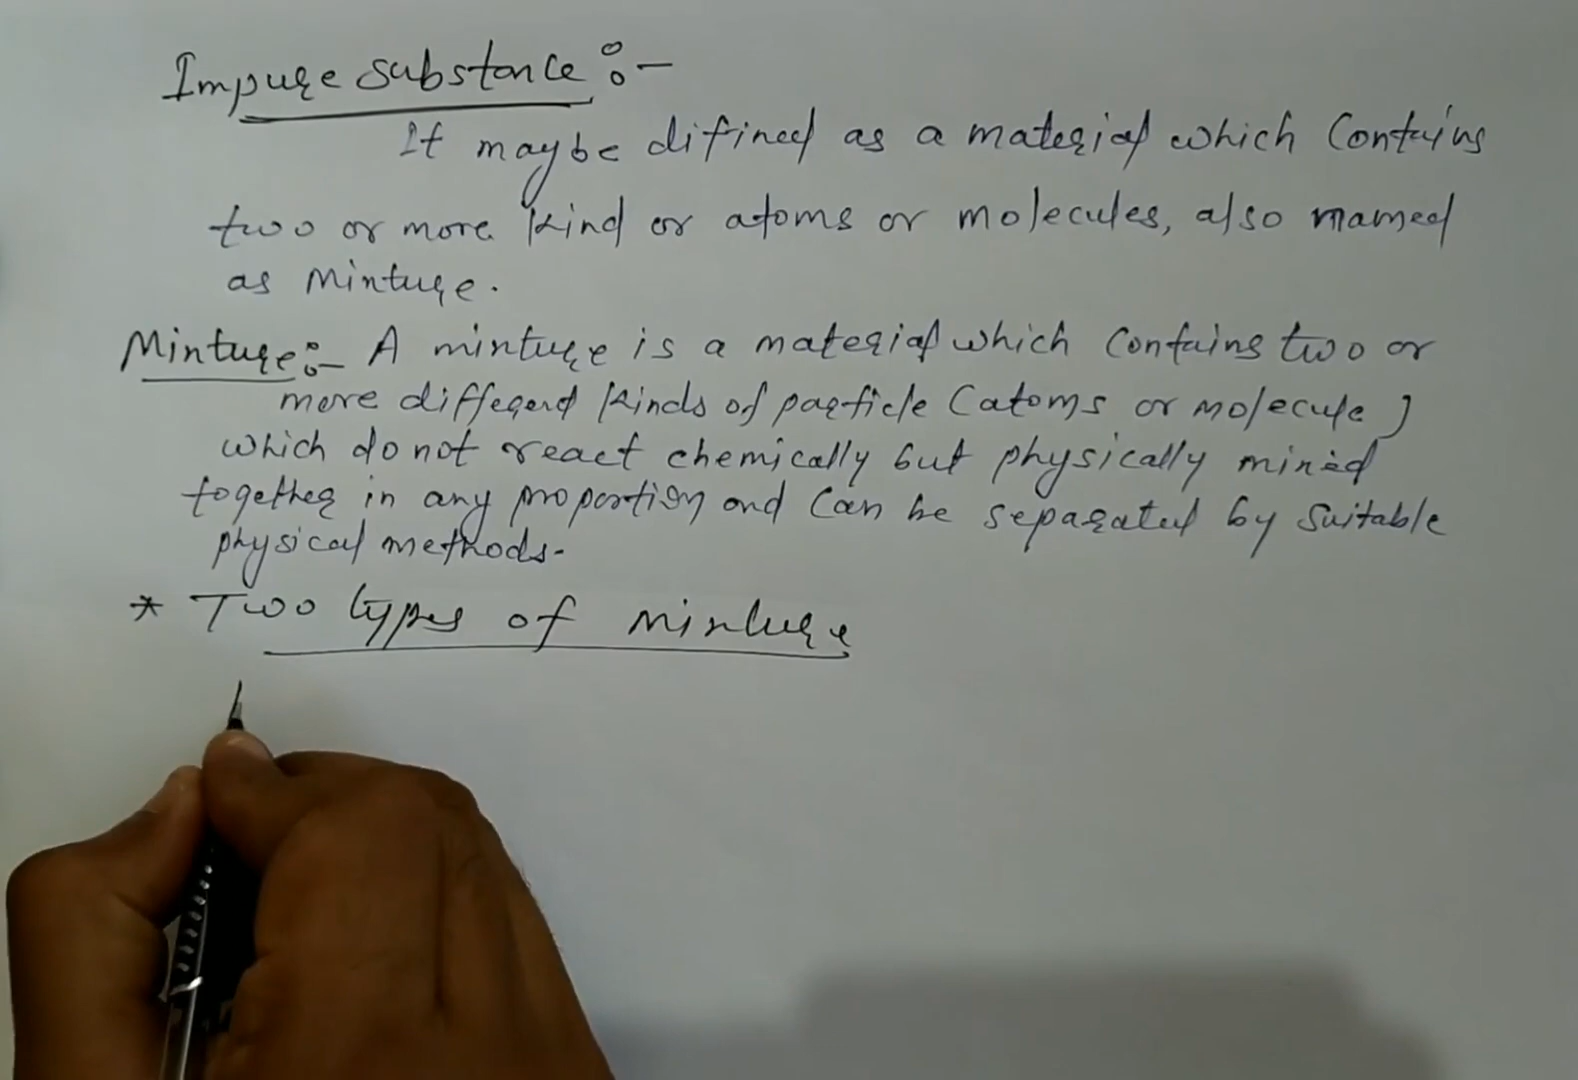 Impure substance :-
It maybe difined as a material which Contains
two or more kind or atoms or molecules, also named
as Minture.
Minture:- A minture is a material which Contains two or
more different kinds of particle (atoms or molecule)
which do not react chemically but physically mined
together in any proportion and Can be separated by Suitable
physical methods.
* Two types of minture